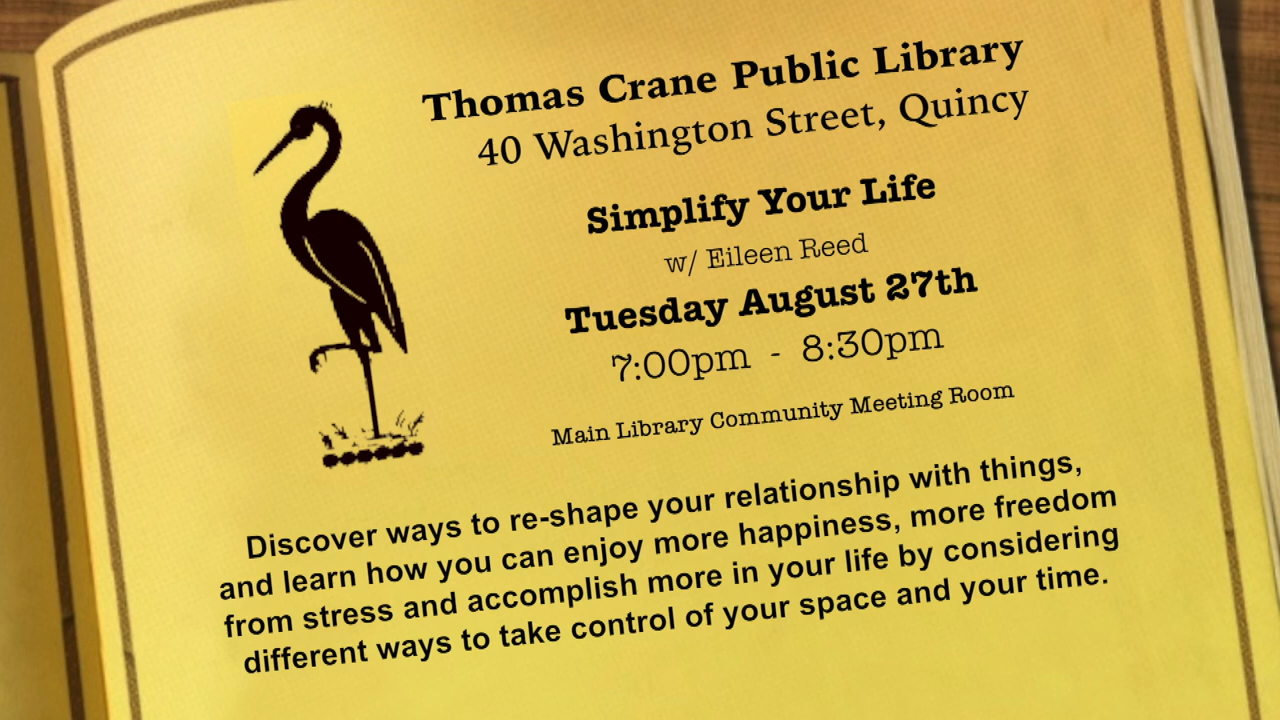 Thomas Crane Public Library
40 Washington Street, Quincy
Simplify Your Life
w/ Eileen Reed
Tuesday August 27th
7:00pm - 8:30pm
Main Library Community Meeting Room
Discover ways to re-shape your relationship with things,
and learn how you can enjoy more happiness, more freedom
from stress and accomplish more in your life by considering
different ways to take control of your space and your time.